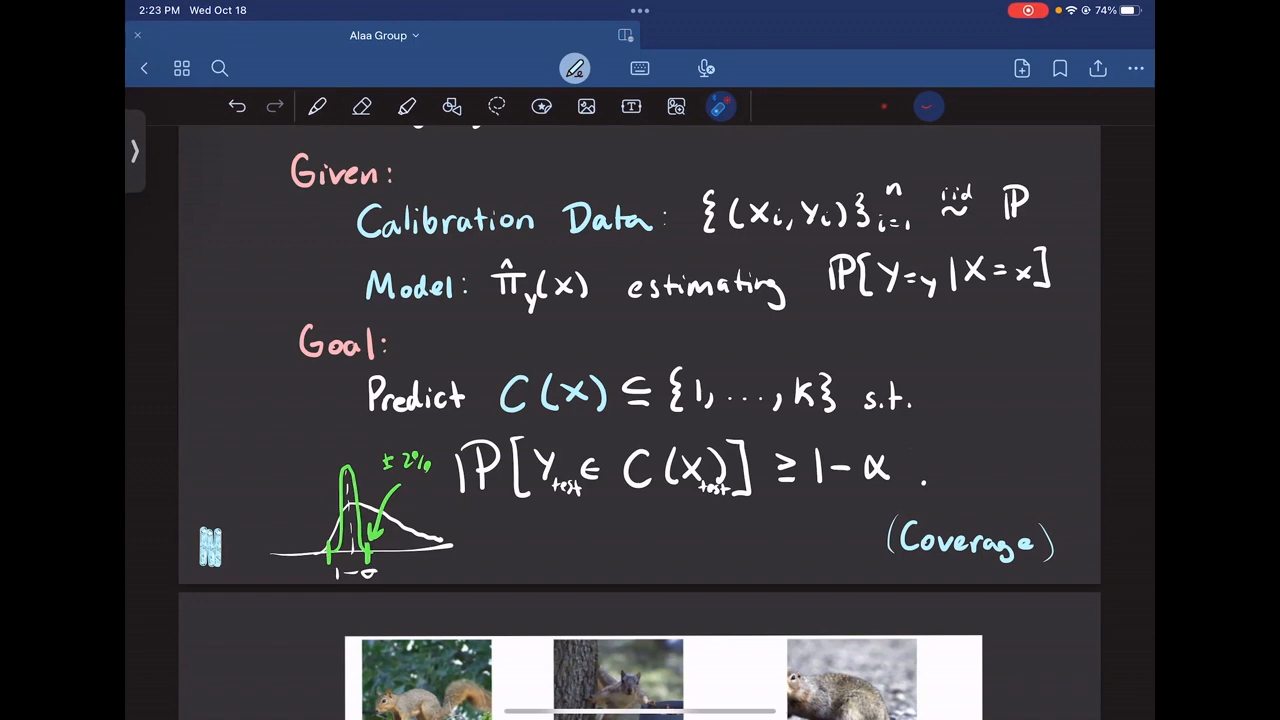 2:23 PM Wed Oct 18
74%
Alaa Group
Given:
Calibration Data: {(Xi, Yi)}ⁿi=1 iid ~ ℙ
Model: π̂y(x) estimating ℙ[Y=y | X=x]
Goal:
Predict C(X) ⊆ {1, ..., K} s.t.
ℙ[Ytest ∈ C(Xtest)] ≥ 1-α.
± 2%
(Coverage)